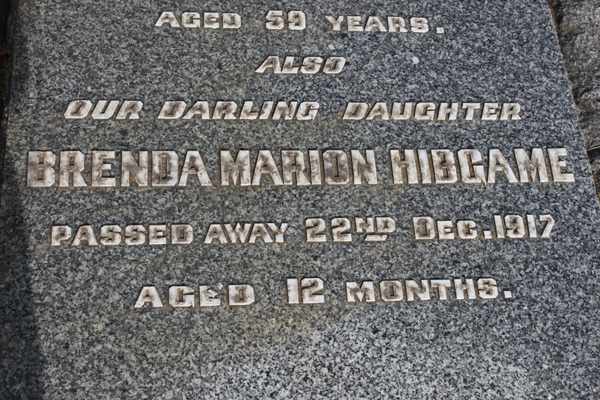 AGED 59 YEARS.
ALSO
OUR DARLING DAUGHTER
BRENDA MARION HIBGAME
PASSED AWAY 22ND DEC. 1917
AGED 12 MONTHS.